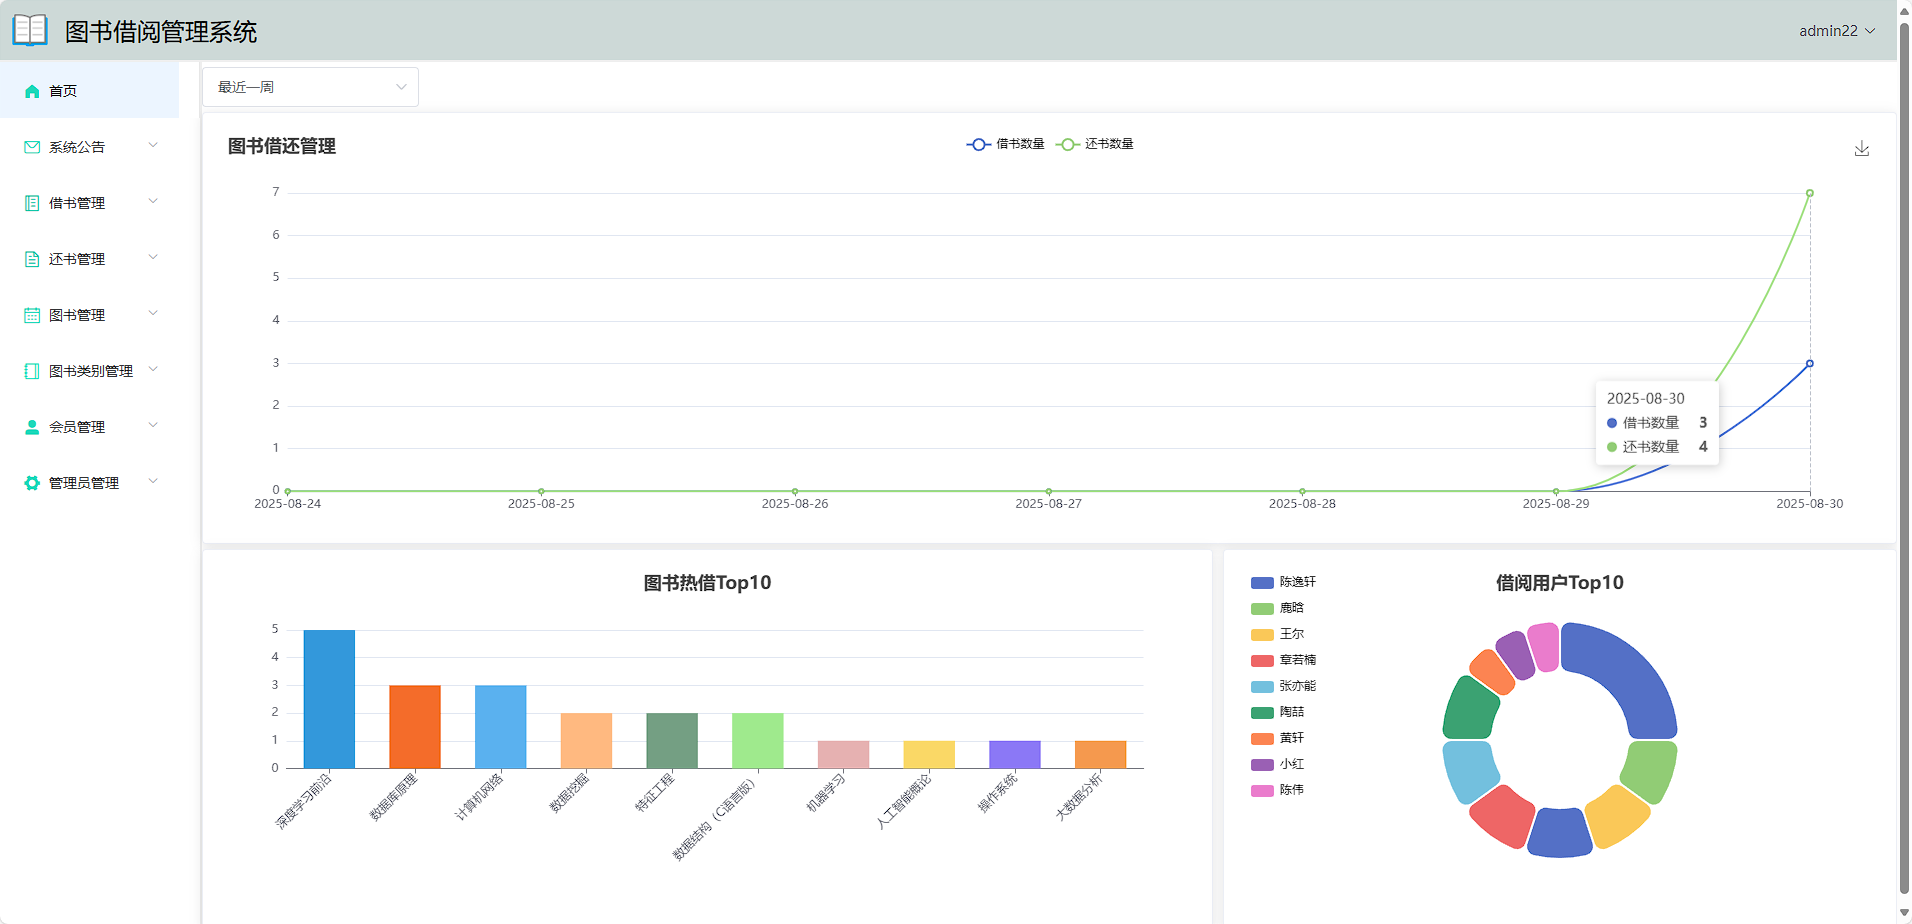 图书借阅管理系统
admin22
首页
系统公告
借书管理
还书管理
图书管理
图书类别管理
会员管理
管理员管理
最近一周
图书借还管理
借书数量
还书数量
7
6
5
4
3
2
1
0
2025-08-24
2025-08-25
2025-08-26
2025-08-27
2025-08-28
2025-08-29
2025-08-30
2025-08-30
借书数量 3
还书数量 4
图书热借Top10
5
4
3
2
1
0
深度学习前沿
数据库原理
计算机网络
数据挖掘
特征工程
数据结构（C语言版）
机器学习
人工智能概论
操作系统
大数据分析
借阅用户Top10
陈逸轩
鹿晗
王尔
章若楠
张亦能
陶喆
黄轩
小红
陈伟